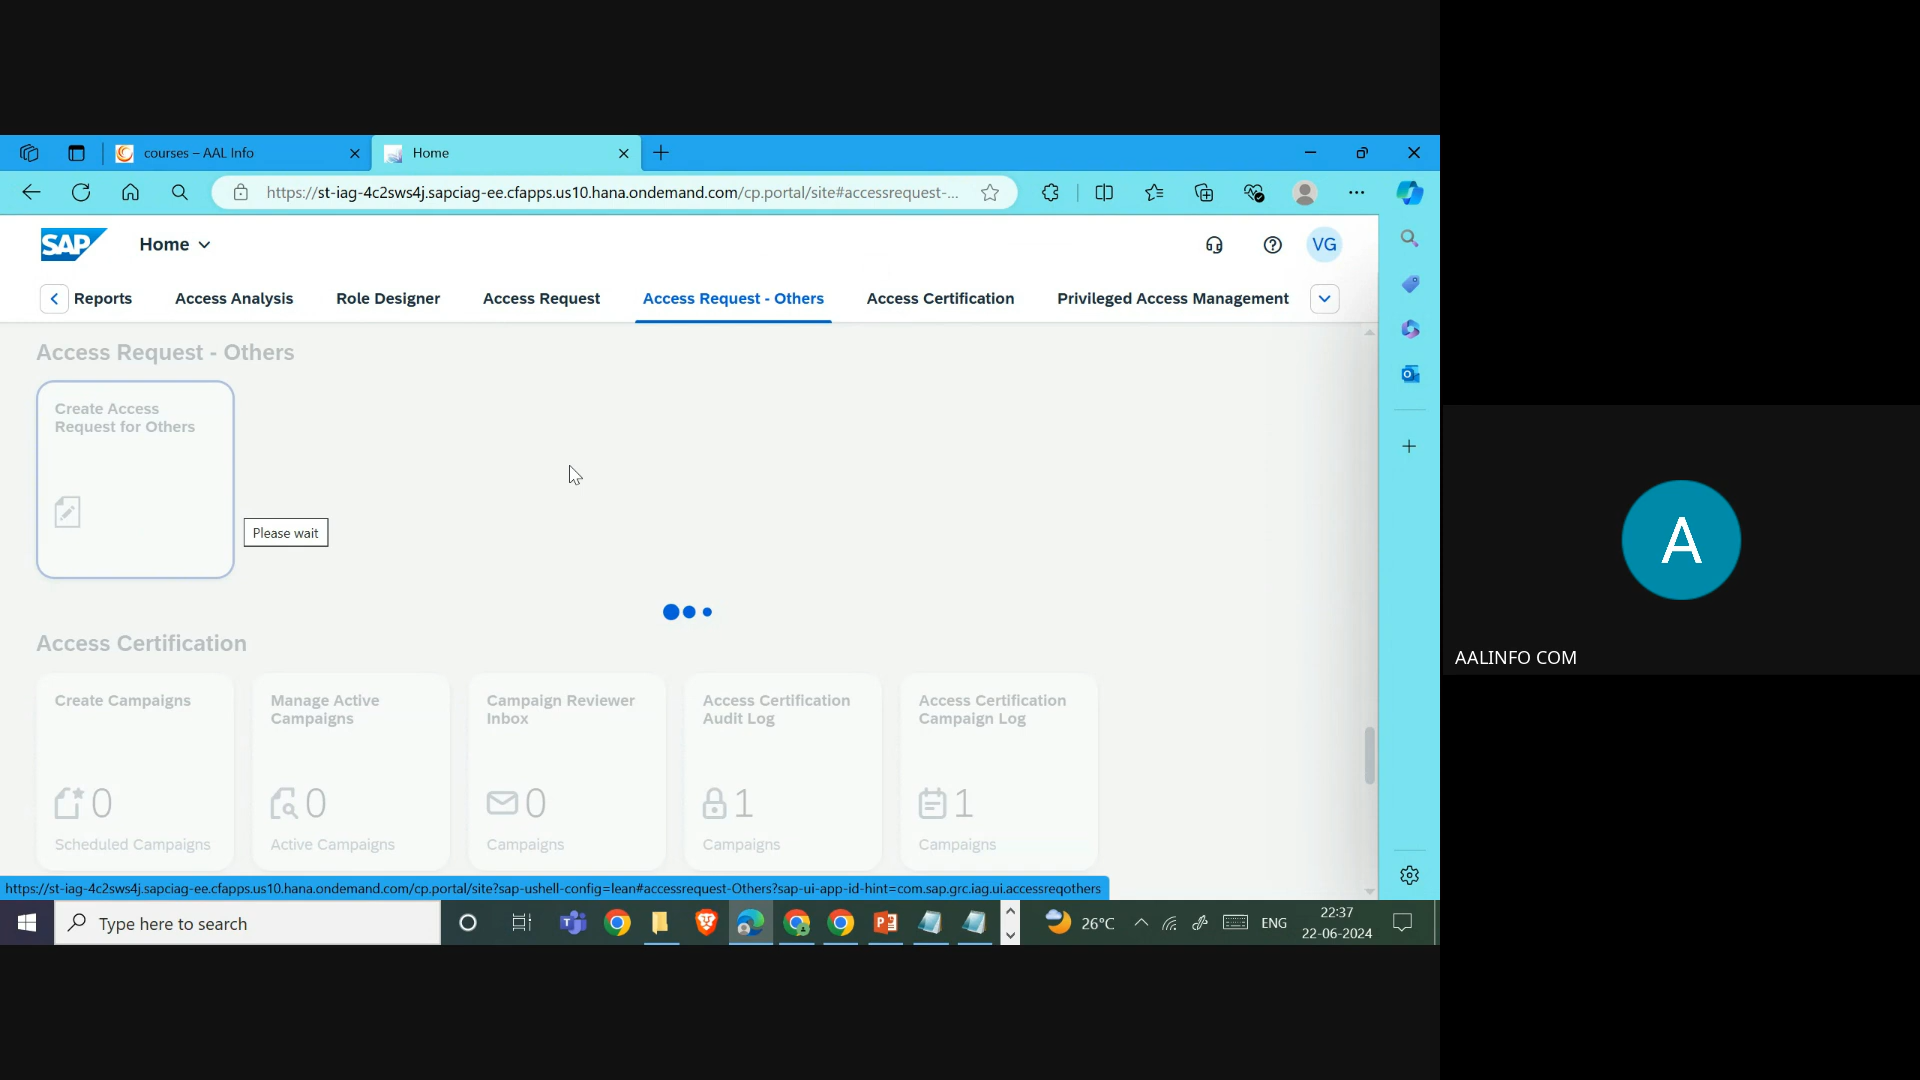 courses – AAL Info
Home
https://st-iag-4c2sws4j.sapciag-ee.cfapps.us10.hana.ondemand.com/cp.portal/site#accessrequest-...
SAP
Home
VG
Reports
Access Analysis
Role Designer
Access Request
Access Request - Others
Access Certification
Privileged Access Management
Access Request - Others
Create Access
Request for Others
Please wait
Access Certification
Create Campaigns
0
Scheduled Campaigns
Manage Active
Campaigns
0
Active Campaigns
Campaign Reviewer
Inbox
0
Campaigns
Access Certification
Audit Log
1
Campaigns
Access Certification
Campaign Log
1
Campaigns
https://st-iag-4c2sws4j.sapciag-ee.cfapps.us10.hana.ondemand.com/cp.portal/site?sap-ushell-config=lean#accessrequest-Others?sap-ui-app-id-hint=com.sap.grc.iag.ui.accessreqothers
Type here to search
26°C
ENG
22:37
22-06-2024
A
AALINFO COM